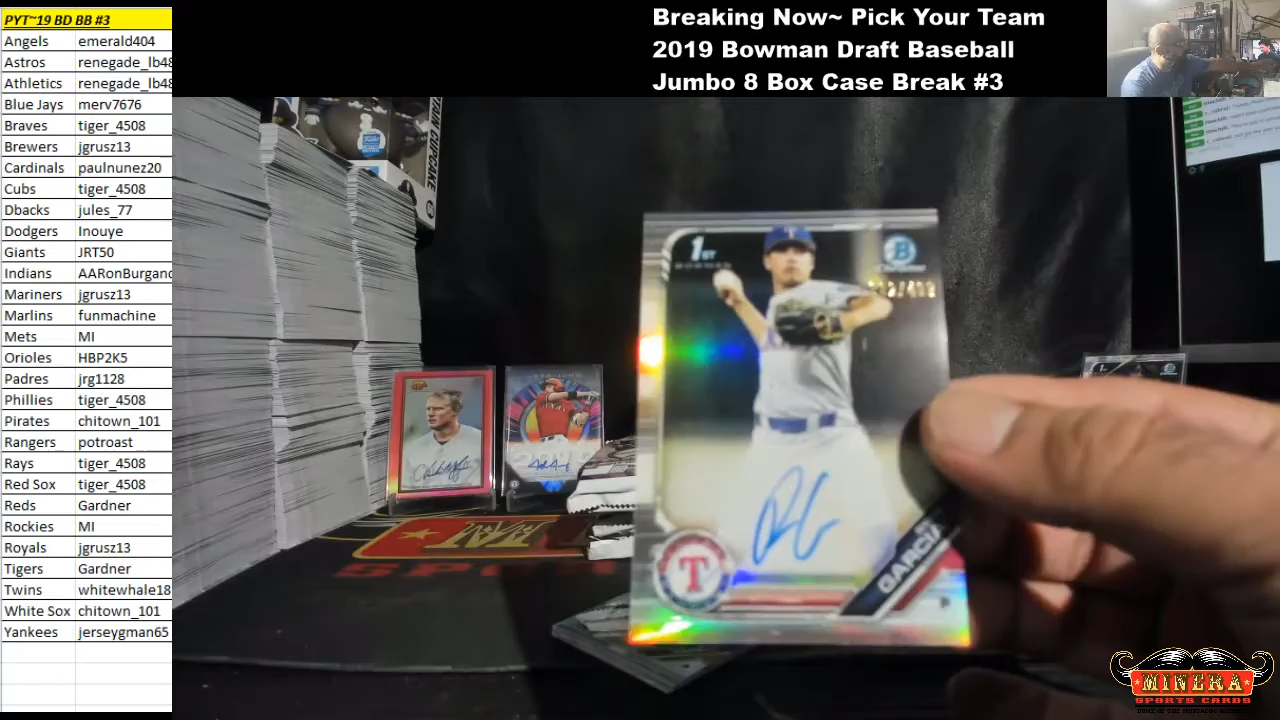 PYT~19 BD BB #3
Angels emerald404
Astros renegade_lb48
Athletics renegade_lb48
Blue Jays merv7676
Braves tiger_4508
Brewers jgrusz13
Cardinals paulnunez20
Cubs tiger_4508
Dbacks jules_77
Dodgers Inouye
Giants JRT50
Indians AARonBurgand
Mariners jgrusz13
Marlins funmachine
Mets MI
Orioles HBP2K5
Padres jrg1128
Phillies tiger_4508
Pirates chitown_101
Rangers potroast
Rays tiger_4508
Red Sox tiger_4508
Reds Gardner
Rockies MI
Royals jgrusz13
Tigers Gardner
Twins whitewhale18
White Sox chitown_101
Yankees jerseygman65
Breaking Now~ Pick Your Team
2019 Bowman Draft Baseball
Jumbo 8 Box Case Break #3
1ST
BOWMAN
B
T
GARCIA
P
T
MINERA
SPORTS CARDS